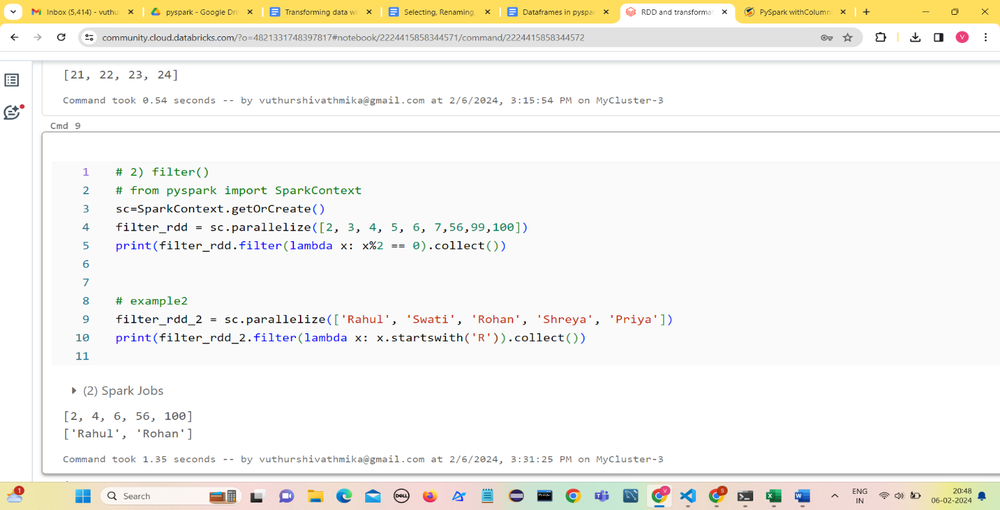 Inbox (5,414) - vuthu
pyspark - Google Dri
Transforming data wi
Selecting, Renaming,
Dataframes in pyspar
RDD and transformat
PySpark withColumn
community.cloud.databricks.com/?o=4821331748397817#notebook/2224415858344571/command/2224415858344572
V
[21, 22, 23, 24]
Command took 0.54 seconds -- by vuthurshivathmika@gmail.com at 2/6/2024, 3:15:54 PM on MyCluster-3
Cmd 9
1 # 2) filter()
2 # from pyspark import SparkContext
3 sc=SparkContext.getOrCreate()
4 filter_rdd = sc.parallelize([2, 3, 4, 5, 6, 7,56,99,100])
5 print(filter_rdd.filter(lambda x: x%2 == 0).collect())
6
7
8 # example2
9 filter_rdd_2 = sc.parallelize(['Rahul', 'Swati', 'Rohan', 'Shreya', 'Priya'])
10 print(filter_rdd_2.filter(lambda x: x.startswith('R')).collect())
11
(2) Spark Jobs
[2, 4, 6, 56, 100]
['Rahul', 'Rohan']
Command took 1.35 seconds -- by vuthurshivathmika@gmail.com at 2/6/2024, 3:31:25 PM on MyCluster-3
1
Search
DELL
V
S
ENG
IN
20:48
06-02-2024